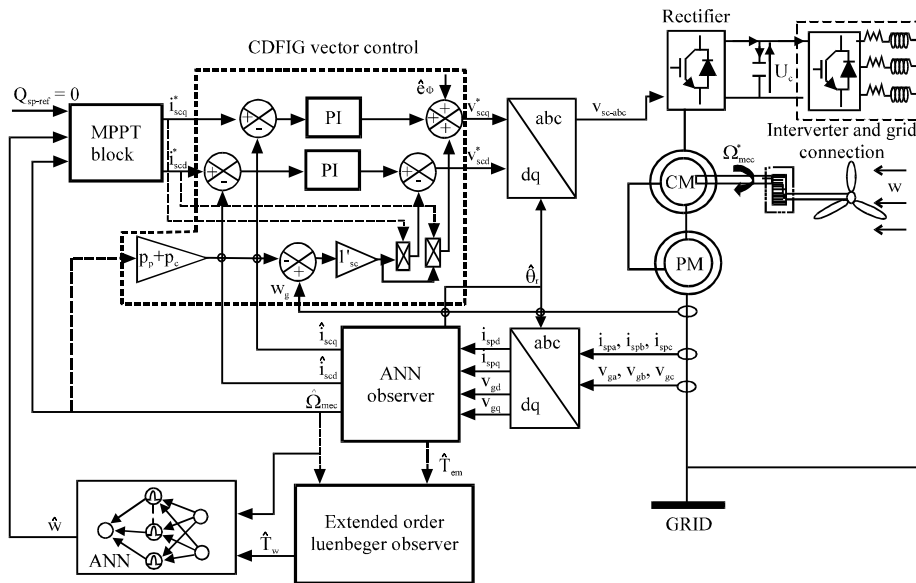 CDFIG vector control
Rectifier
Q_sp-ref = 0
i*_scq
ê_Φ
v*_scq
U_c
MPPT
block
PI
abc
v_sc-abc
i*_scd
PI
v*_scd
Interverter and grid
connection
dq
CM
Ω*_mec
w
p_p+p_c
l'_sc
PM
w_g
θ̂_r
î_scq
i_spd
abc
i_spa, i_spb, i_spc
ANN
observer
i_spq
î_scd
v_gd
v_ga, v_gb, v_gc
Ω̂_mec
v_gq
dq
T̂_em
ŵ
ANN
T̂_w
Extended order
luenbeger observer
GRID